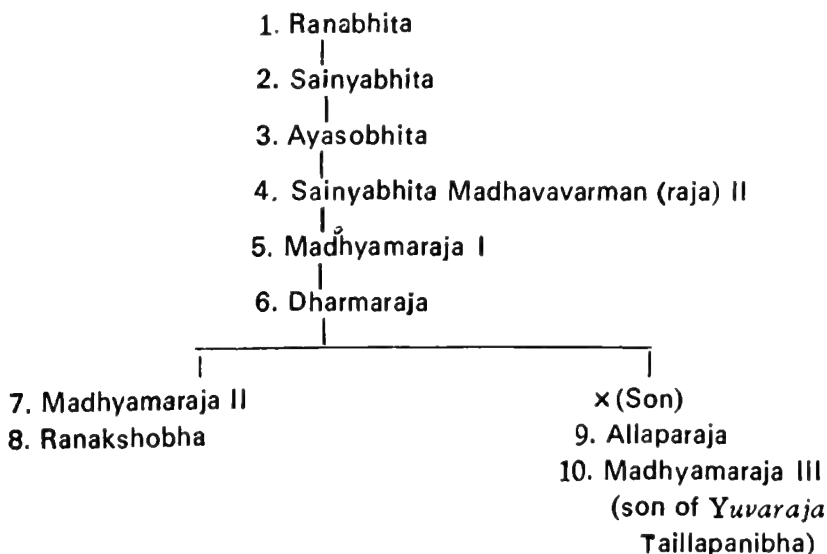 1. Ranabhita
2. Sainyabhita
3. Ayasobhita
4. Sainyabhita Madhavavarman (raja) II
5. Madhyamaraja I
6. Dharmaraja
7. Madhyamaraja II
8. Ranakshobha
× (Son)
9. Allaparaja
10. Madhyamaraja III
(son of Yuvaraja
Taillapanibha)